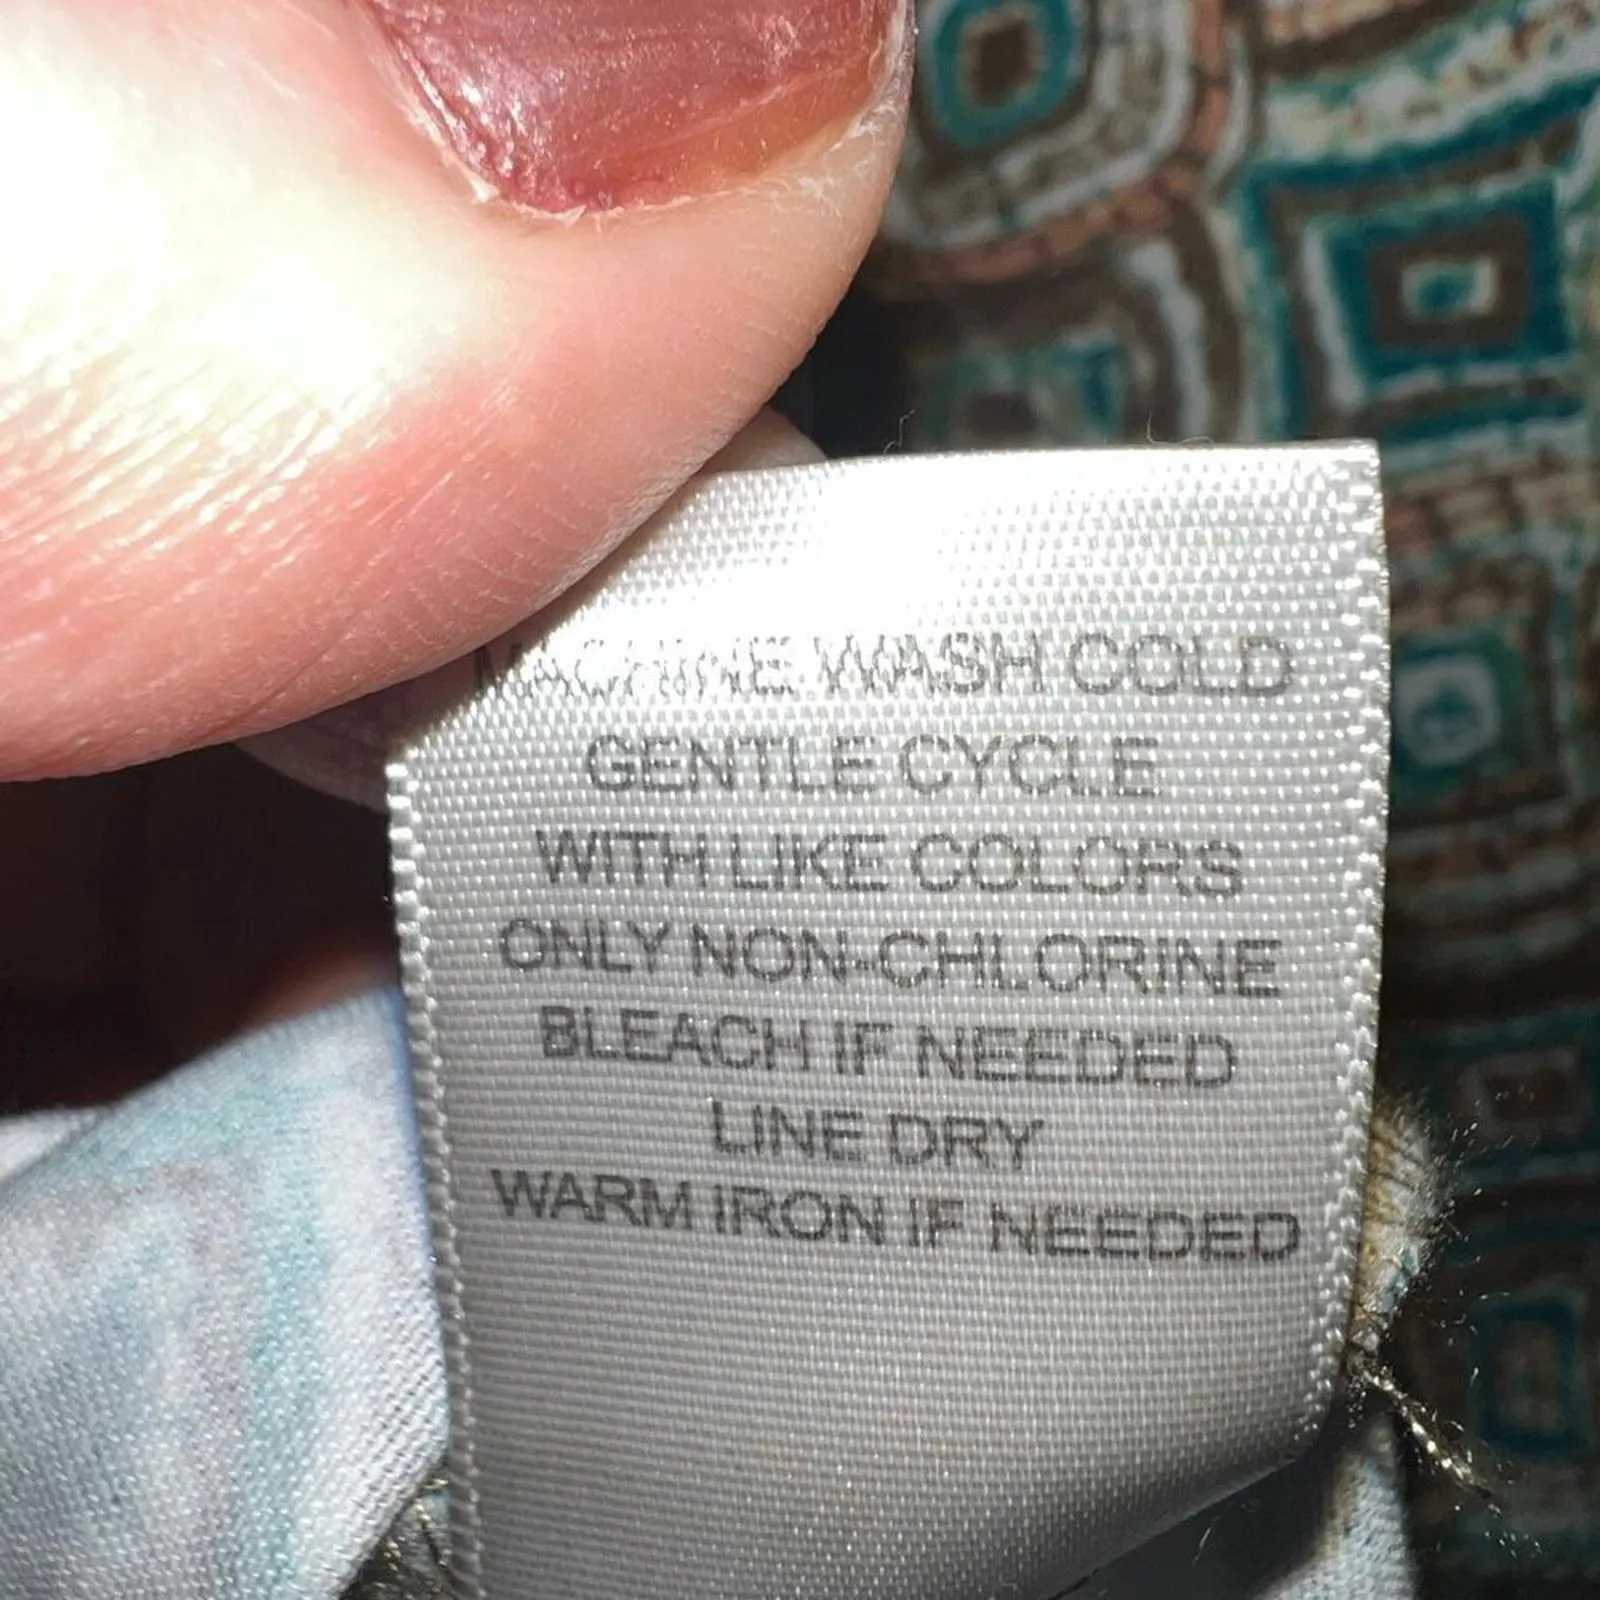 MACHINE WASH COLD
GENTLE CYCLE
WITH LIKE COLORS
ONLY NON-CHLORINE
BLEACH IF NEEDED
LINE DRY
WARM IRON IF NEEDED